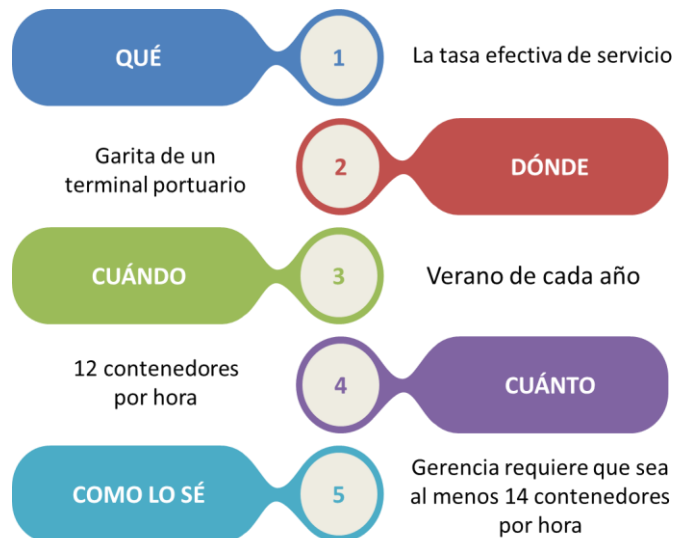 QUÉ
1
La tasa efectiva de servicio
Garita de un
terminal portuario
2
DÓNDE
CUÁNDO
3
Verano de cada año
12 contenedores
por hora
4
CUÁNTO
COMO LO SÉ
5
Gerencia requiere que sea
al menos 14 contenedores
por hora